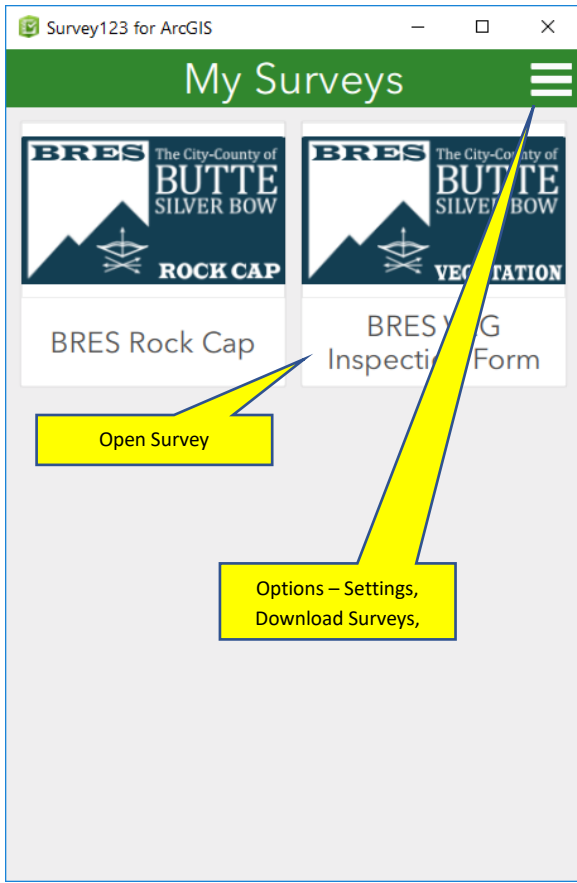 Survey123 for ArcGIS
My Surveys
BRES
The City-County of
BUTTE
SILVER BOW
ROCK CAP
BRES Rock Cap
BRES
The City-County of
BUTTE
SILVER BOW
VEGETATION
BRES G
Inspection Form
Open Survey
Options – Settings,
Download Surveys,